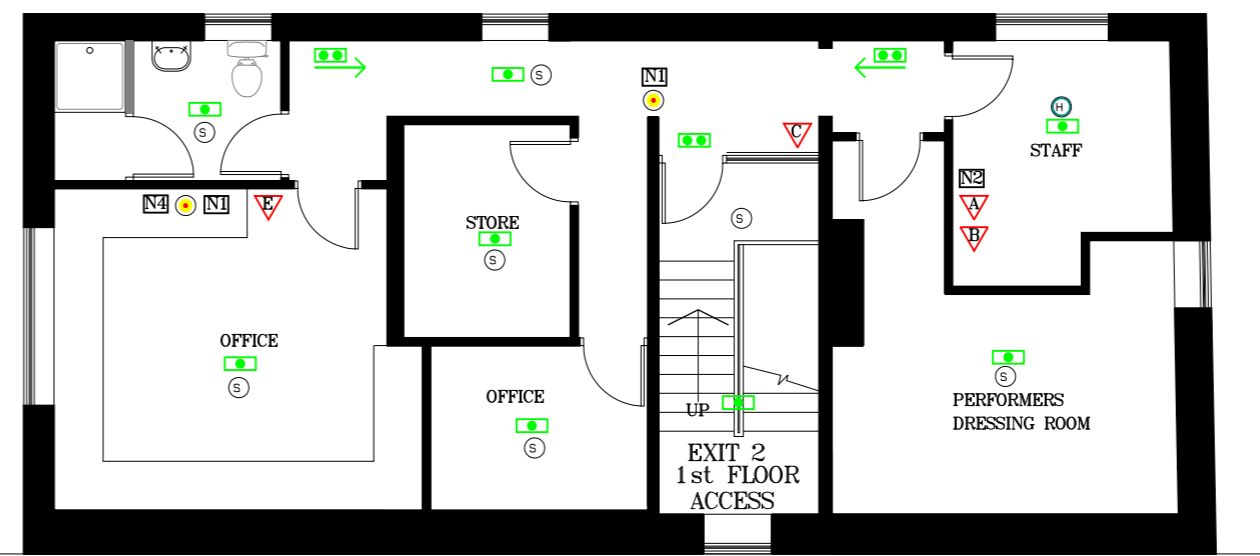 S
N1
C
H
STAFF
S
N4
N1
E
N2
A
B
STORE
S
S
OFFICE
S
OFFICE
S
UP
S
PERFORMERS
DRESSING ROOM
EXIT 2
1st FLOOR
ACCESS